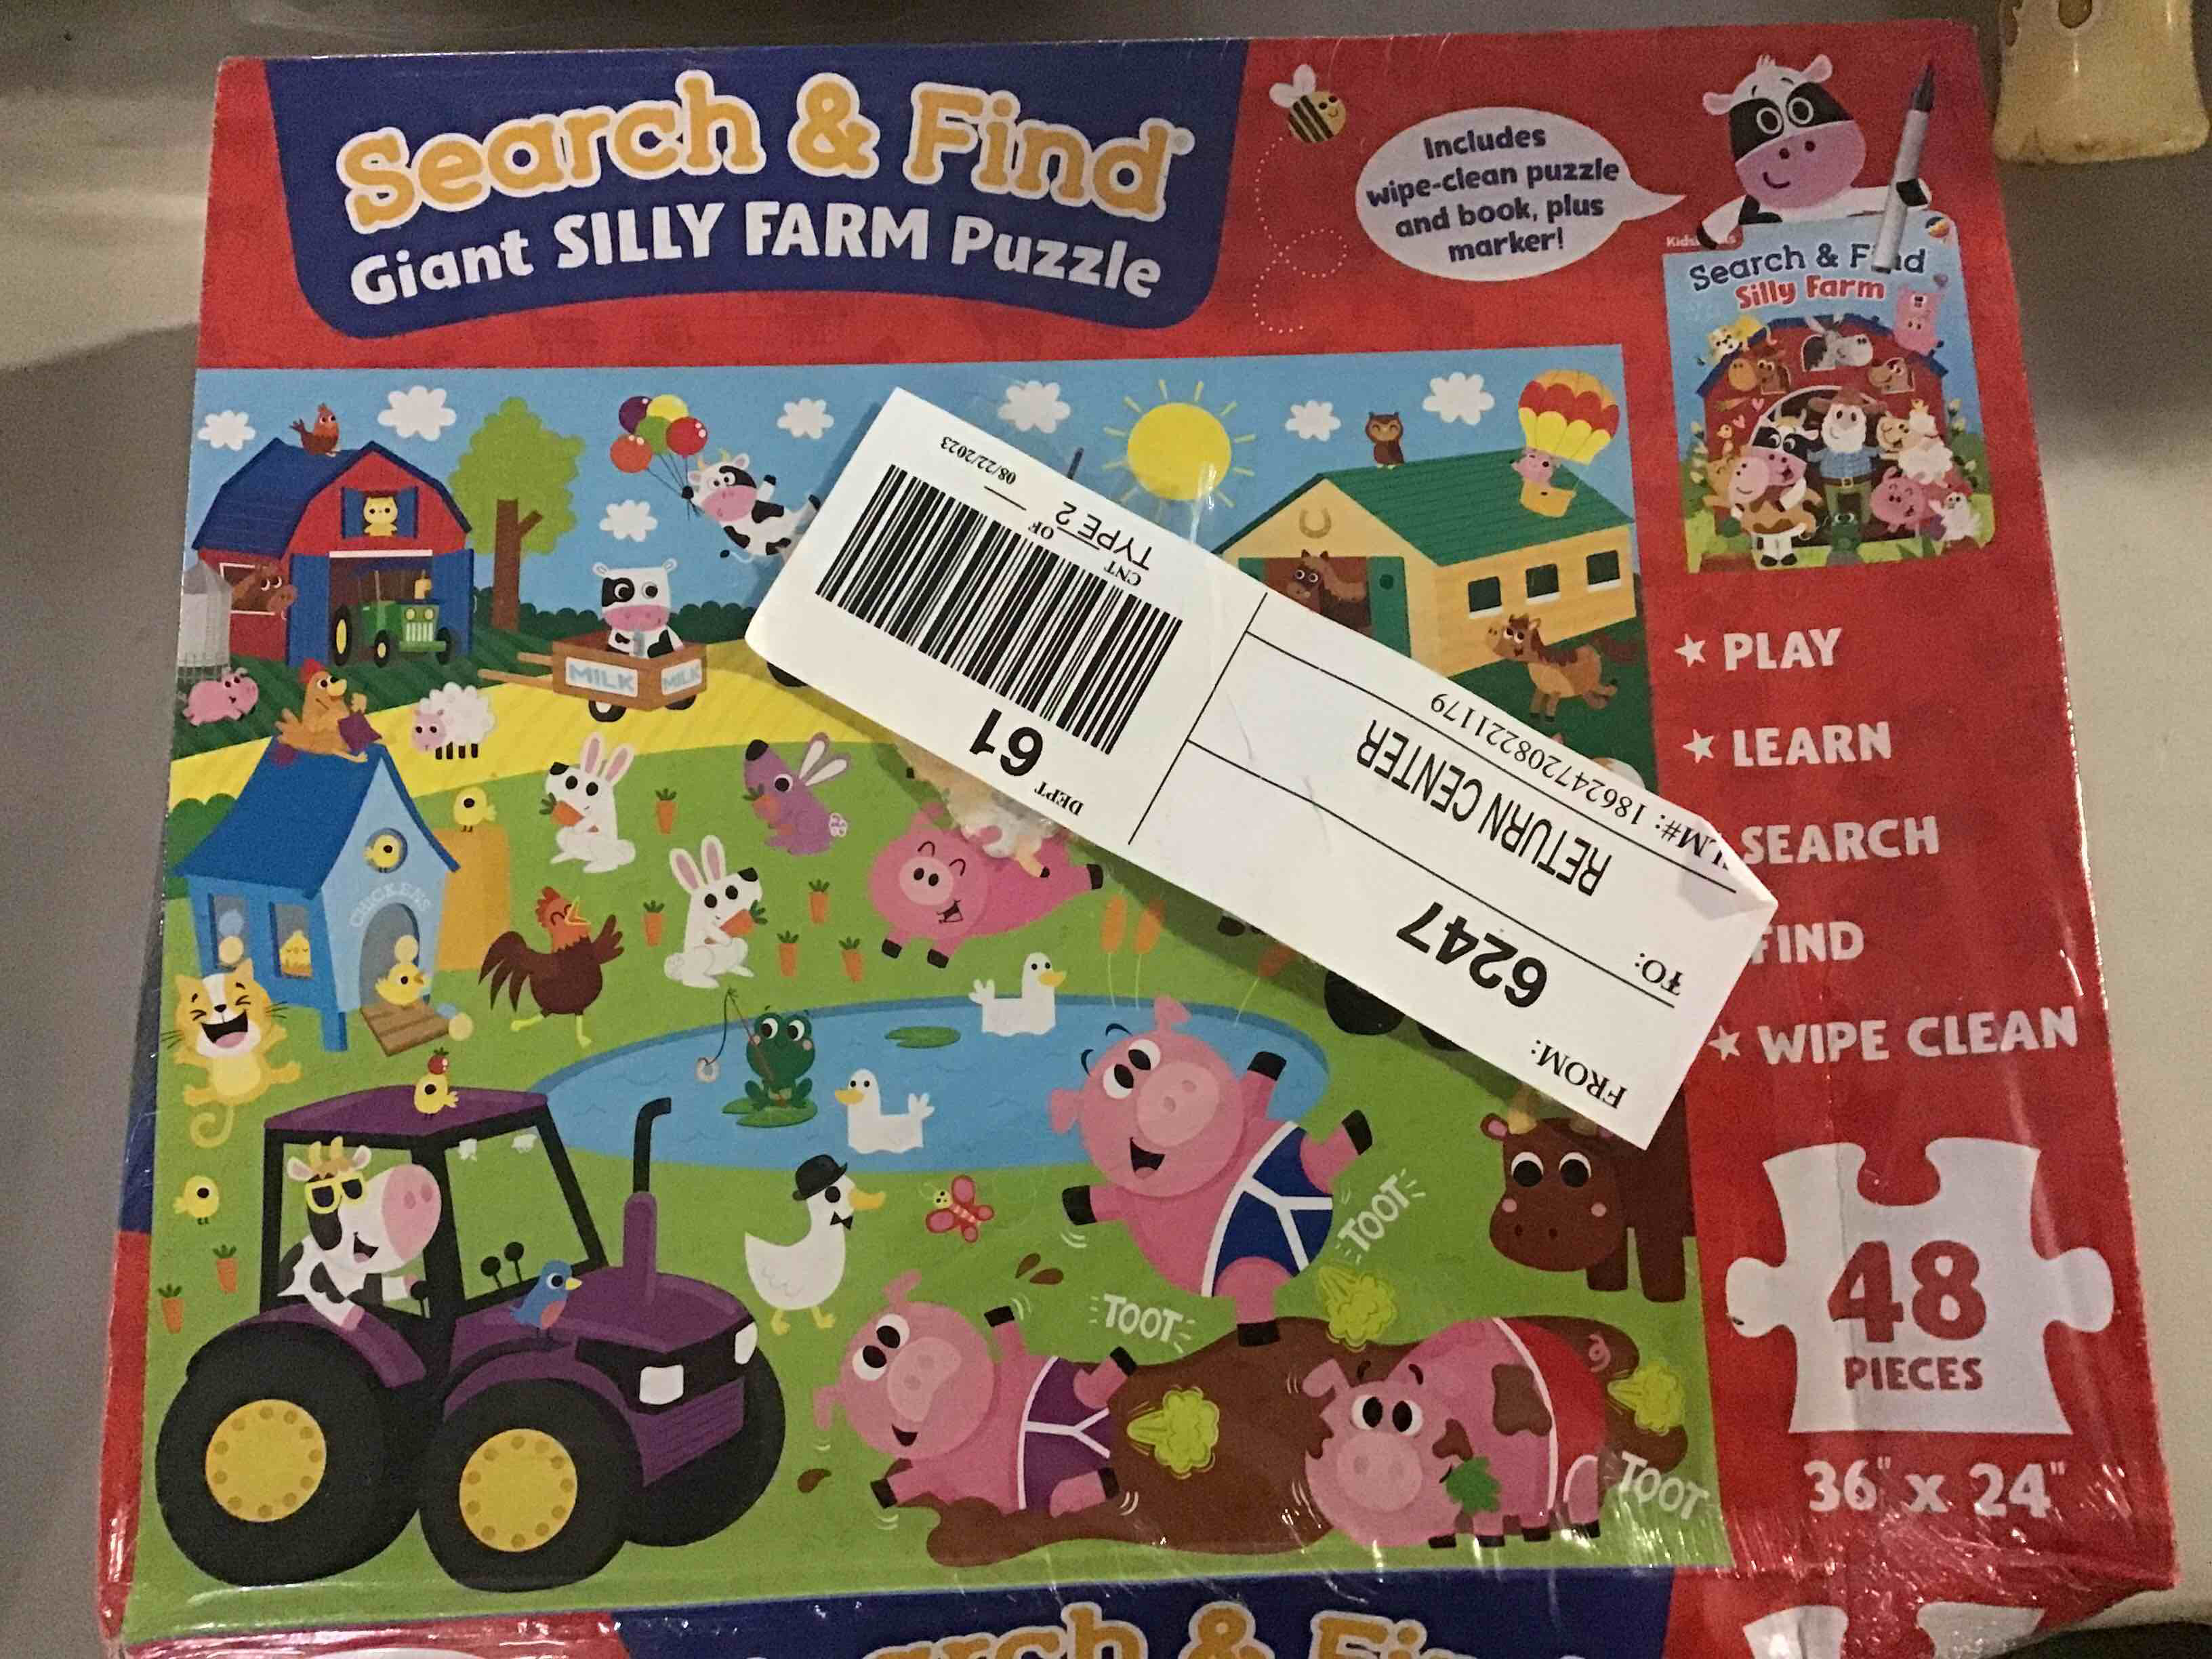 Search & Find
Giant SILLY FARM Puzzle
Includes
wipe-clean puzzle
and book, plus
marker!
Search & Find
Silly Farm
MILK
MILK
CHICKENS
TOOT
TOOT
TOOT
FROM:
6247
TO:
RETURN CENTER
186247208221179
DEPT 61
CNT
OF
TYPE 2
08/22/2023
PLAY
LEARN
SEARCH
FIND
WIPE CLEAN
48
PIECES
36" x 24"